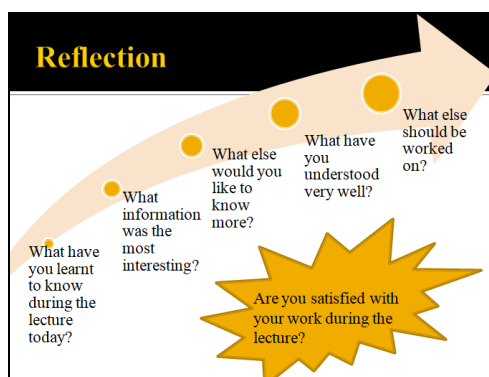 Reflection
What have
you learnt
to know
during the
lecture
today?
What
information
was the
most
interesting?
What else
would you
like to
know
more?
What have
you
understood
very well?
What else
should be
worked
on?
Are you satisfied with
your work during the
lecture?